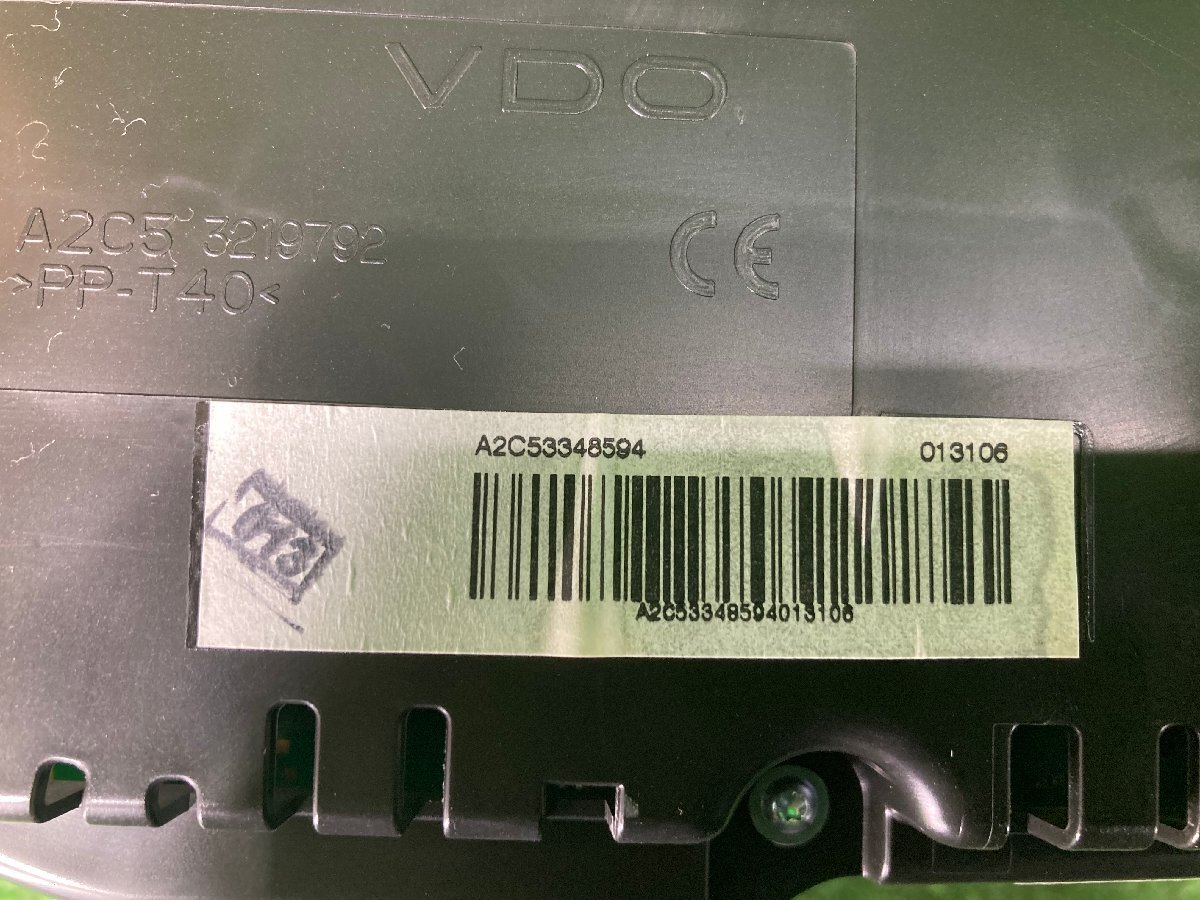 VDO
A2C5 3219792
CE
>PP-T40<
A2C53348594 013106
A2C53348594013106